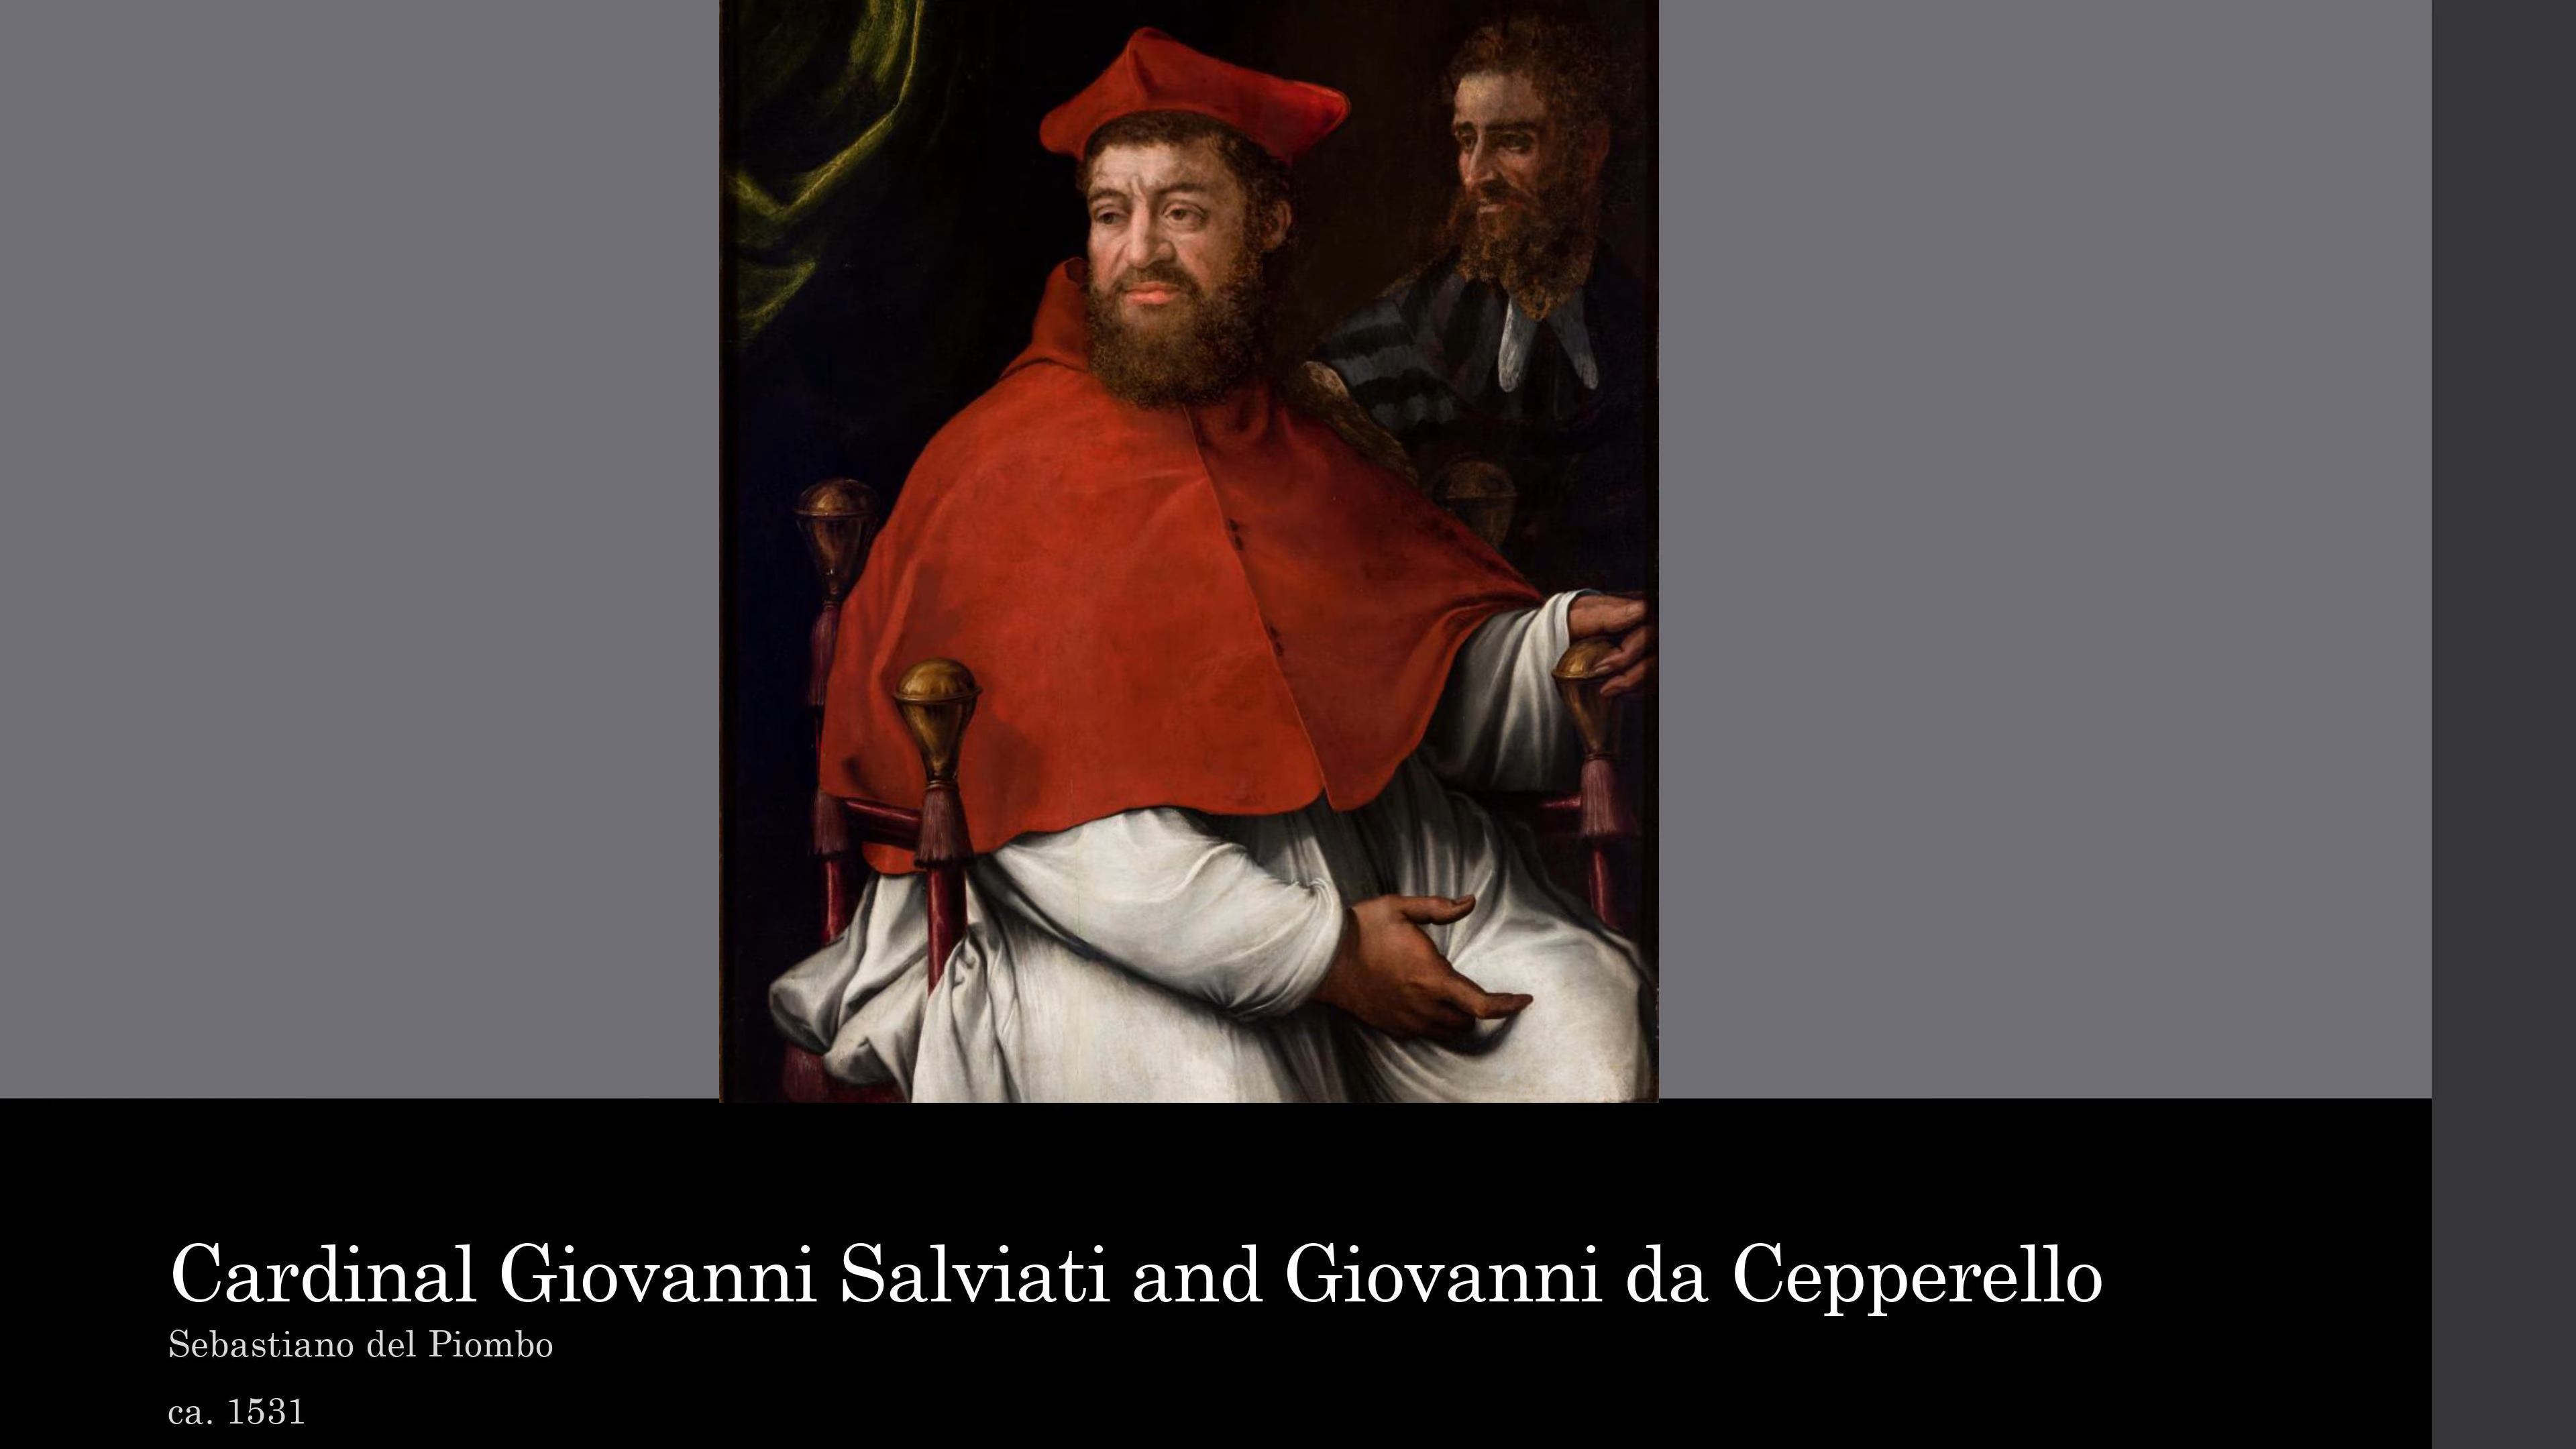 Cardinal Giovanni Salviati and Giovanni da Cepperello
Sebastiano del Piombo
ca. 1531